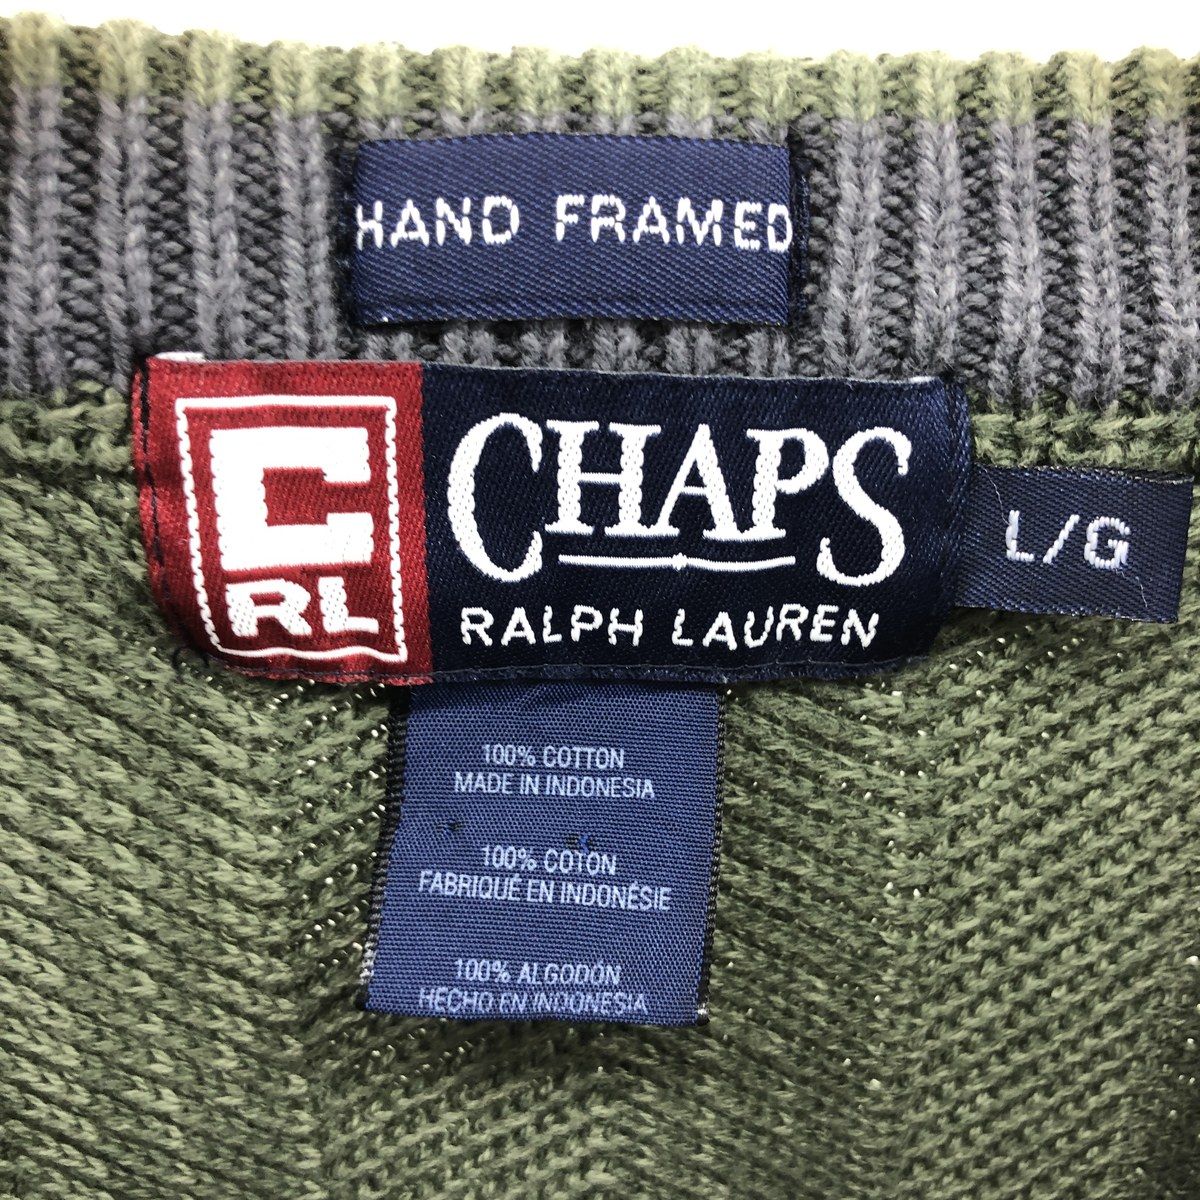 HAND FRAMED
C
RL
CHAPS
RALPH LAUREN
L/G
100% COTTON
MADE IN INDONESIA
100% COTON
FABRIQUÉ EN INDONÉSIE
100% ALGODÓN
HECHO EN INDONESIA